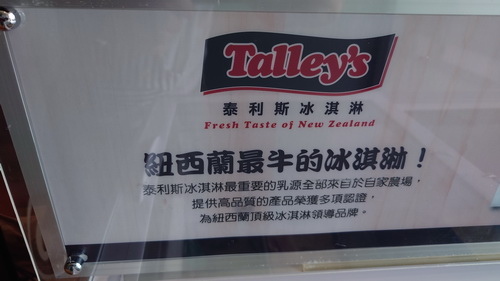 Talley's
泰利斯冰淇淋
Fresh Taste of New Zealand
紐西蘭最牛的冰淇淋！
泰利斯冰淇淋最重要的乳源全部來自於自家農場，
提供高品質的產品榮獲多項認證，
為紐西蘭頂級冰淇淋領導品牌。